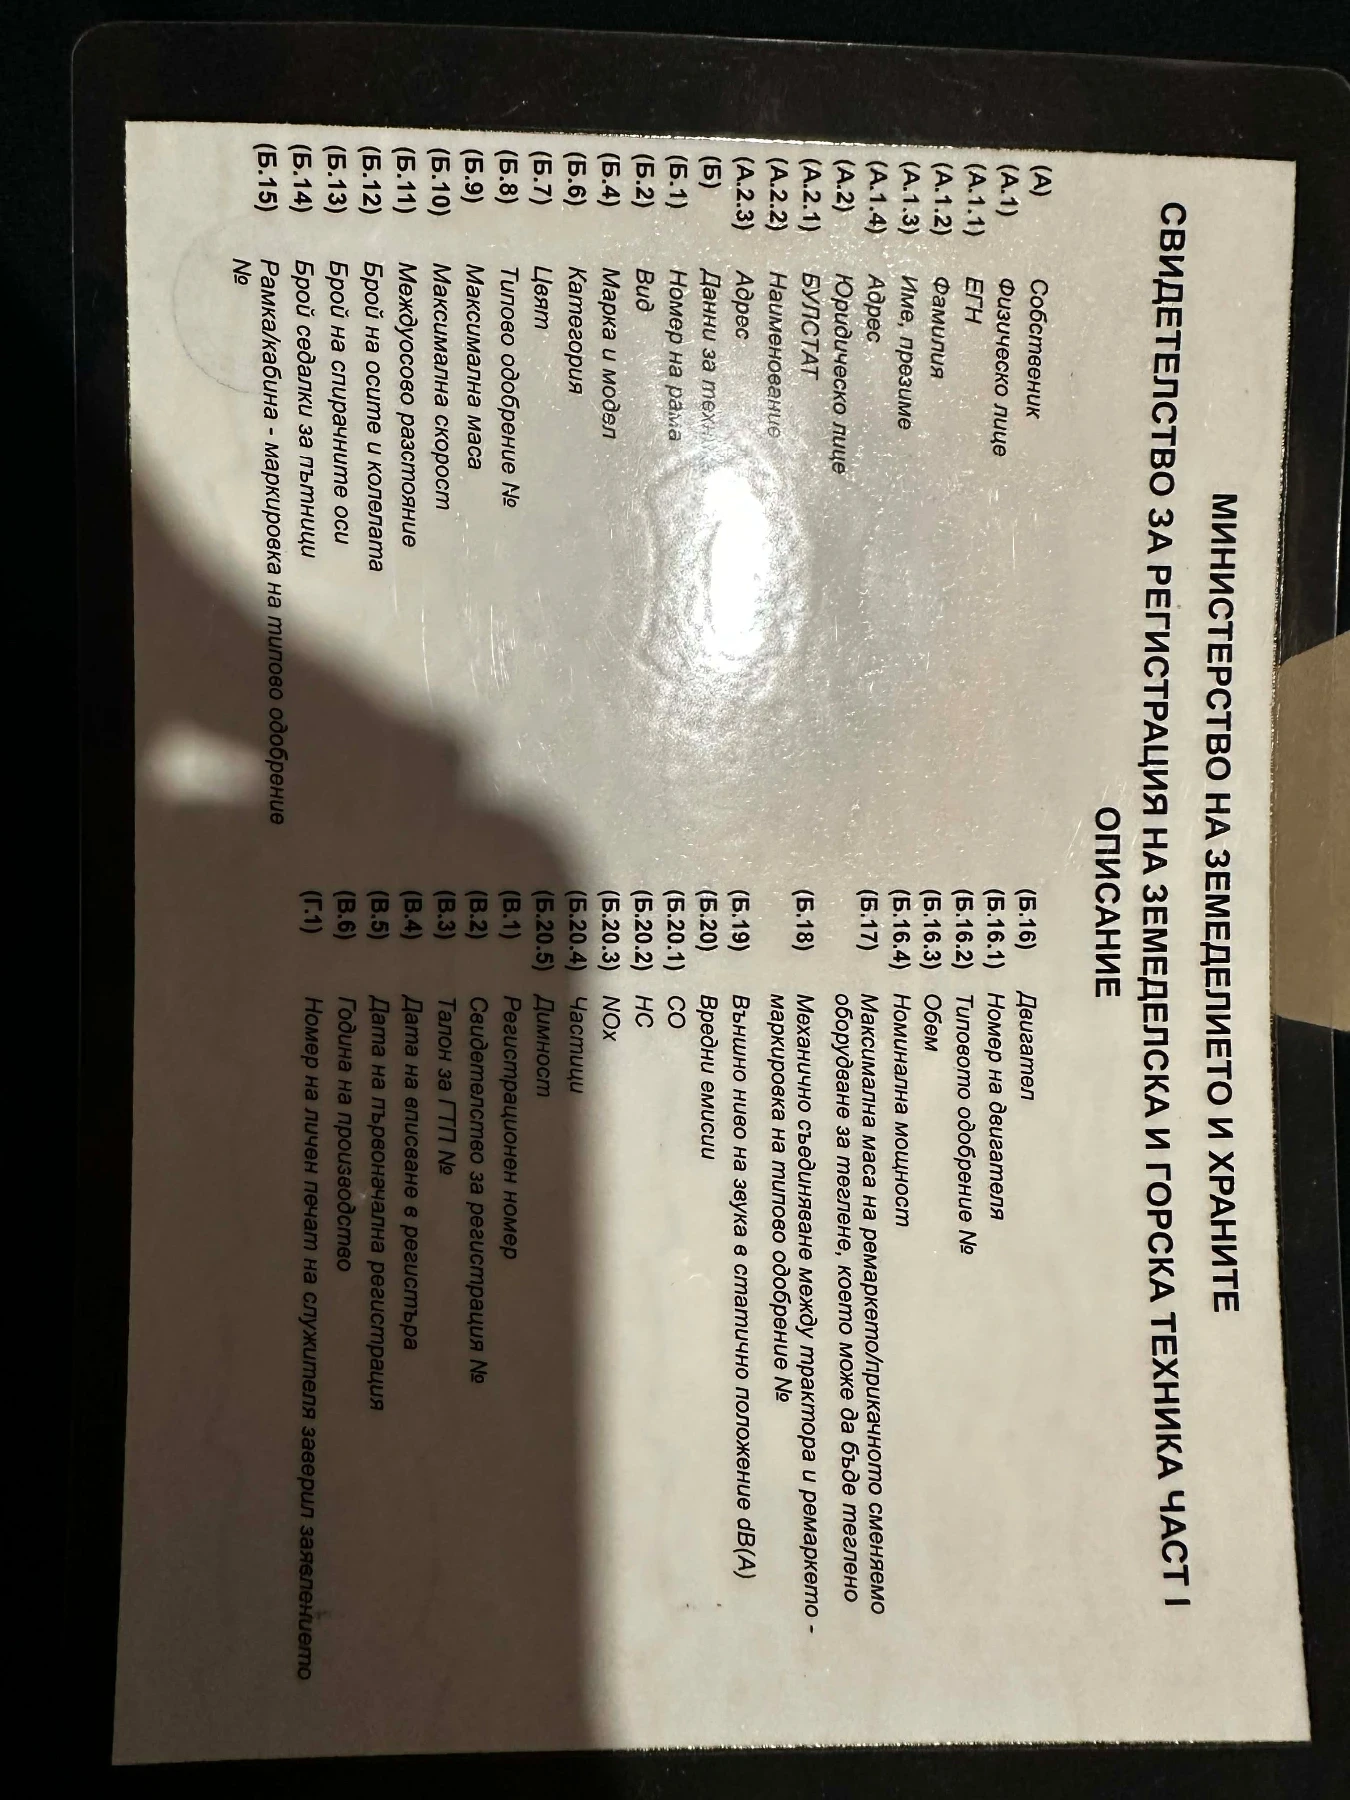 МИНИСТЕРСТВО НА ЗЕМЕДЕЛИЕТО И ХРАНИТЕ
СВИДЕТЕЛСТВО ЗА РЕГИСТРАЦИЯ НА ЗЕМЕДЕЛСКА И ГОРСКА ТЕХНИКА ЧАСТ I
ОПИСАНИЕ
(А) Собственик
(А.1) Физическо лице
(А.1.1) ЕГН
(А.1.2) Фамилия
(А.1.3) Име, презиме
(А.1.4) Адрес
(А.2) Юридическо лице
(А.2.1) БУЛСТАТ
(А.2.2) Наименование
(А.2.3) Адрес
(Б) Данни за
(Б.1) Номер на рама
(Б.2) Вид
(Б.4) Марка и модел
(Б.6) Категория
(Б.7) Цвят
(Б.8) Типово одобрение №
(Б.9) Максимална маса
(Б.10) Максимална скорост
(Б.11) Междуосово разстояние
(Б.12) Брой на осите и колелата
(Б.13) Брой на спирачните оси
(Б.14) Брой седалки за пътници
(Б.15) Рамка/кабина - маркировка на типово одобрение
№
(Б.16) Двигател
(Б.16.1) Номер на двигателя
(Б.16.2) Типовото одобрение №
(Б.16.3) Обем
(Б.16.4) Номинална мощност
(Б.17) Максимална маса на ремаркето/прикачното сменяемо
оборудване за теглене, което може да бъде теглено
(Б.18) Механично съединяване между трактора и ремаркето -
маркировка на типово одобрение №
(Б.19) Външно ниво на звука в статично положение dB(A)
(Б.20) Вредни емисии
(Б.20.1) CO
(Б.20.2) HC
(Б.20.3) NOx
(Б.20.4) Частици
(Б.20.5) Димност
(В.1) Регистрационен номер
(В.2) Свидетелство за регистрация №
(В.3) Талон за ГТП №
(В.4) Дата на вписване в регистъра
(В.5) Дата на първоначална регистрация
(В.6) Година на производство
(Г.1) Номер на личен печат на служителя заверил заявлението